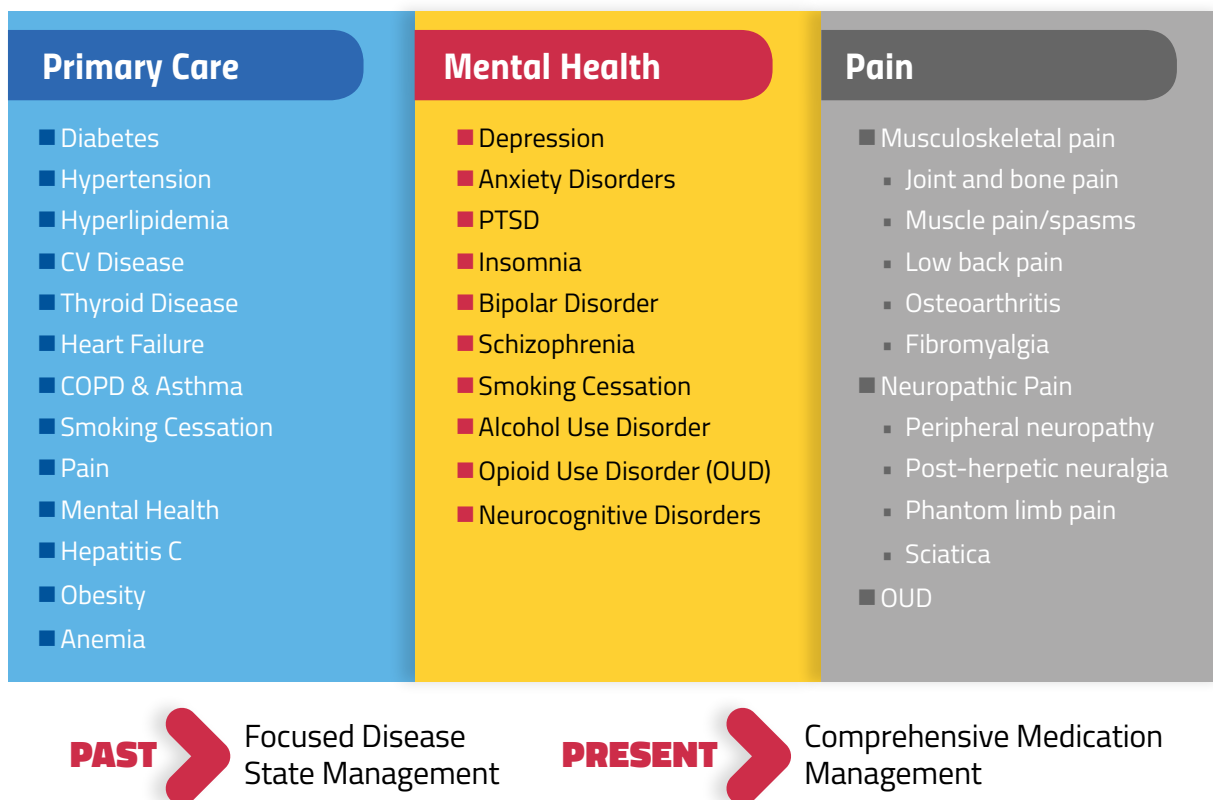 Primary Care
Diabetes
Hypertension
Hyperlipidemia
CV Disease
Thyroid Disease
Heart Failure
COPD & Asthma
Smoking Cessation
Pain
Mental Health
Hepatitis C
Obesity
Anemia
Mental Health
Depression
Anxiety Disorders
PTSD
Insomnia
Bipolar Disorder
Schizophrenia
Smoking Cessation
Alcohol Use Disorder
Opioid Use Disorder (OUD)
Neurocognitive Disorders
Pain
Musculoskeletal pain
Joint and bone pain
Muscle pain/spasms
Low back pain
Osteoarthritis
Fibromyalgia
Neuropathic Pain
Peripheral neuropathy
Post-herpetic neuralgia
Phantom limb pain
Sciatica
OUD
PAST
Focused Disease
State Management
PRESENT
Comprehensive Medication
Management